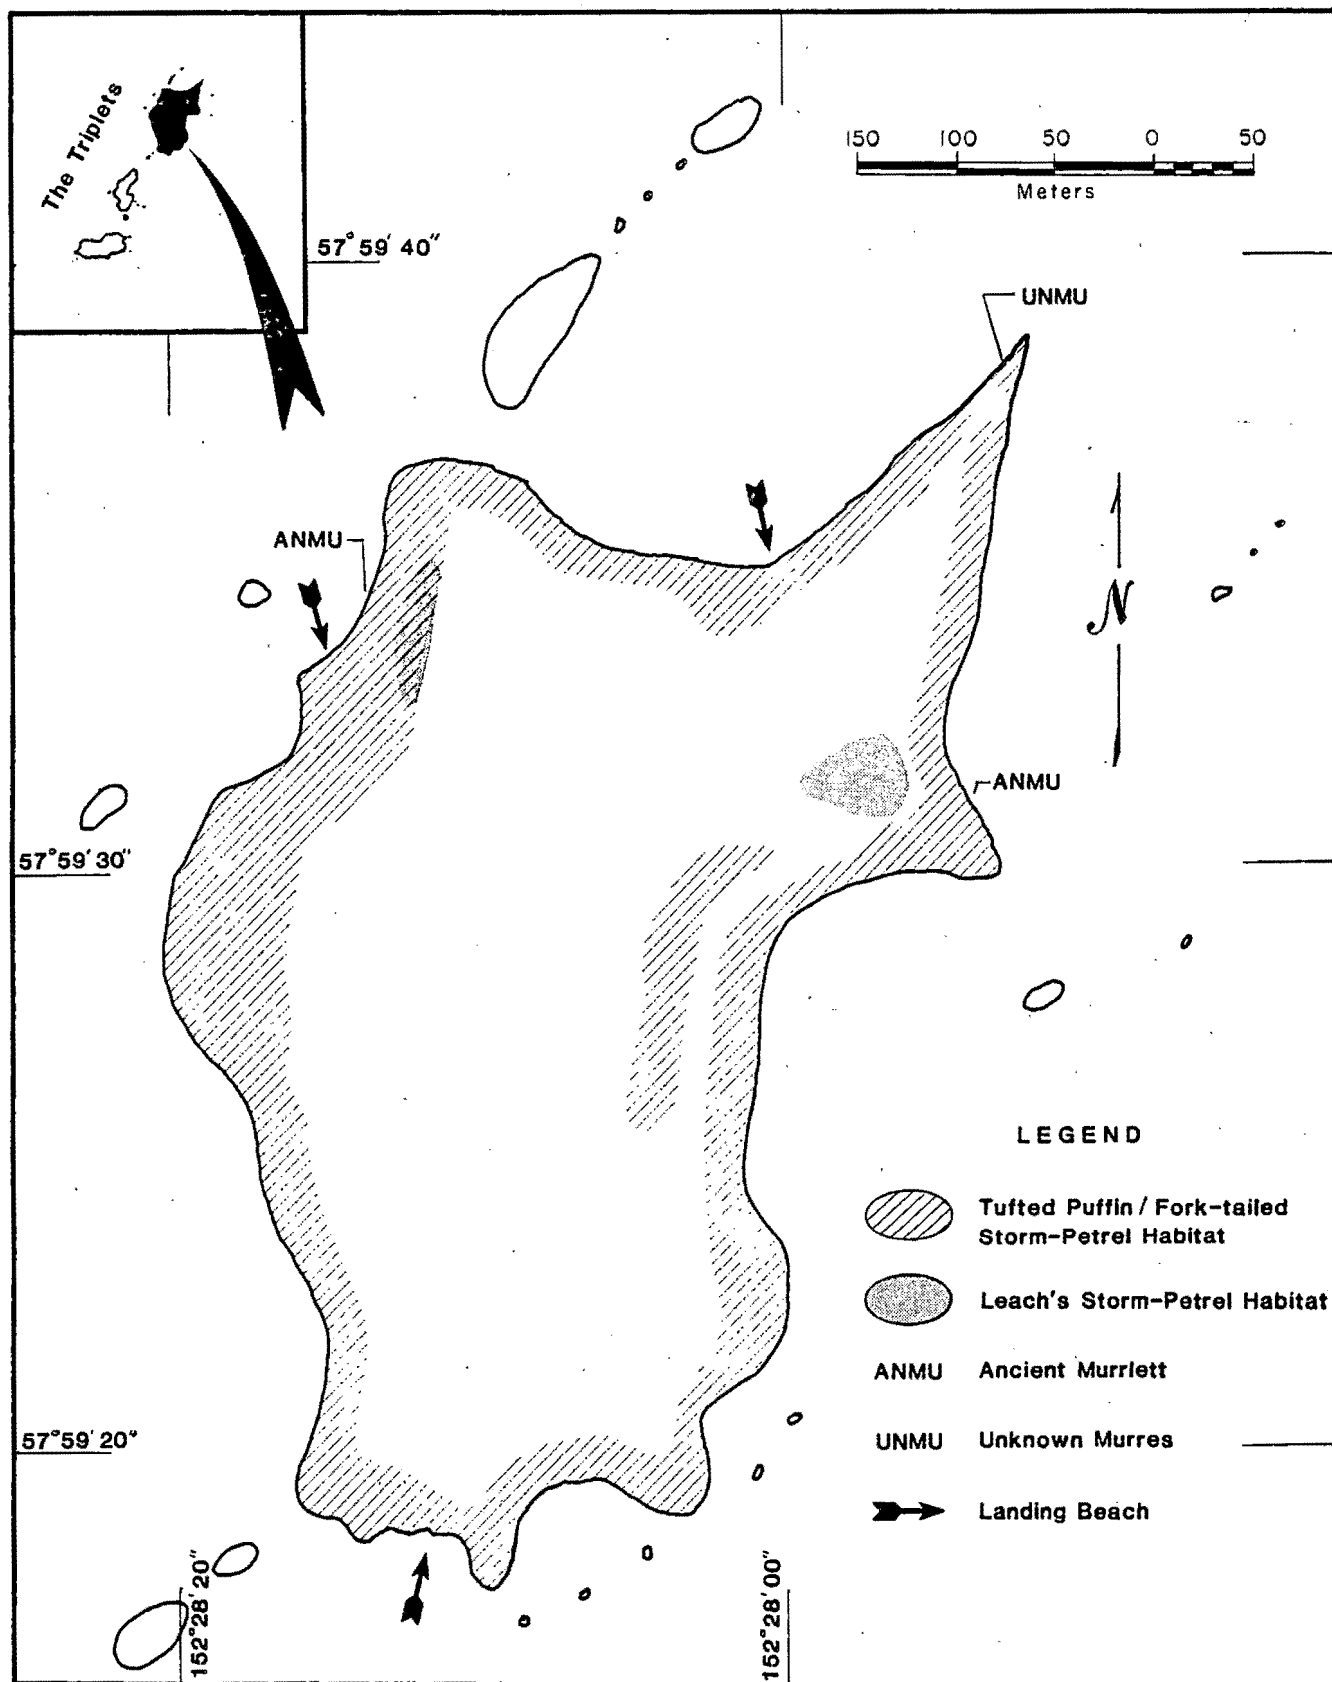 The Triplets
150 100 50 0 50
Meters
57° 59' 40"
UNMU
ANMU
N
ANMU
57° 59' 30"
LEGEND
Tufted Puffin / Fork-tailed
Storm-Petrel Habitat
Leach's Storm-Petrel Habitat
ANMU Ancient Murrlett
57° 59' 20"
UNMU Unknown Murres
Landing Beach
152° 28' 20"
152° 28' 00"